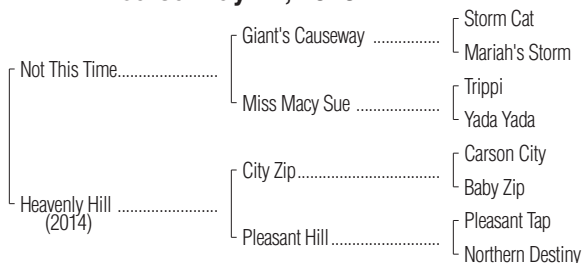 Storm Cat
Giant's Causeway ................
Mariah's Storm
Not This Time........................
Trippi
Miss Macy Sue ....................
Yada Yada
Carson City
City Zip..................................
Baby Zip
Heavenly Hill ........................
(2014)
Pleasant Tap
Pleasant Hill..........................
Northern Destiny